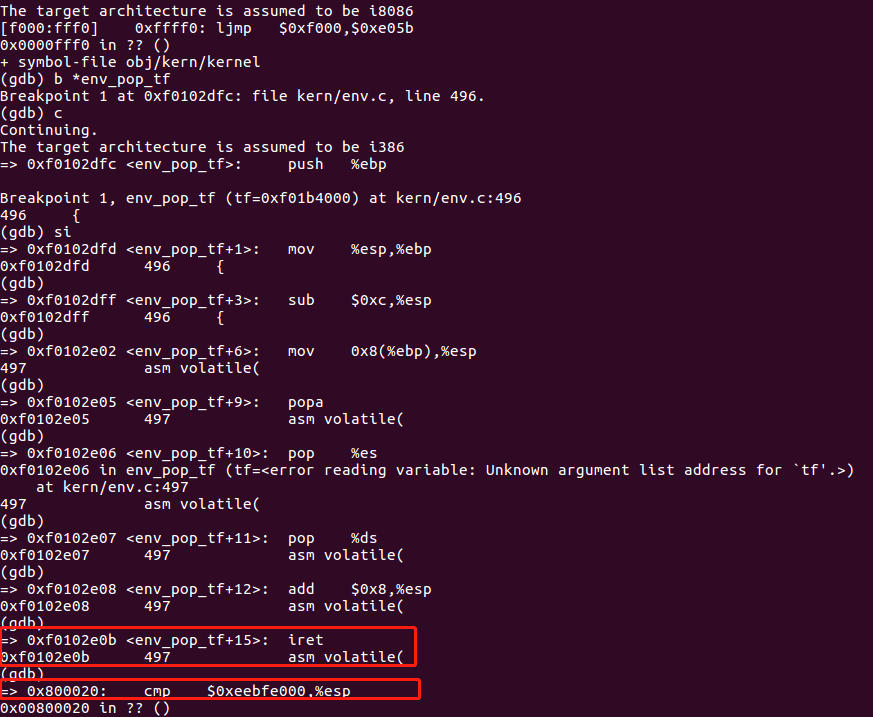 The target architecture is assumed to be i8086
[f000:fff0]    0xffff0: ljmp   $0xf000,$0xe05b
0x0000fff0 in ?? ()
+ symbol-file obj/kern/kernel
(gdb) b *env_pop_tf
Breakpoint 1 at 0xf0102dfc: file kern/env.c, line 496.
(gdb) c
Continuing.
The target architecture is assumed to be i386
=> 0xf0102dfc <env_pop_tf>:     push   %ebp

Breakpoint 1, env_pop_tf (tf=0xf01b4000) at kern/env.c:496
496     {
(gdb) si
=> 0xf0102dfd <env_pop_tf+1>:   mov    %esp,%ebp
0xf0102dfd      496     {
(gdb)
=> 0xf0102dff <env_pop_tf+3>:   sub    $0xc,%esp
0xf0102dff      496     {
(gdb)
=> 0xf0102e02 <env_pop_tf+6>:   mov    0x8(%ebp),%esp
497             asm volatile(
(gdb)
=> 0xf0102e05 <env_pop_tf+9>:   popa
0xf0102e05      497             asm volatile(
(gdb)
=> 0xf0102e06 <env_pop_tf+10>:  pop    %es
0xf0102e06 in env_pop_tf (tf=<error reading variable: Unknown argument list address for `tf'.>)
    at kern/env.c:497
497             asm volatile(
(gdb)
=> 0xf0102e07 <env_pop_tf+11>:  pop    %ds
0xf0102e07      497             asm volatile(
(gdb)
=> 0xf0102e08 <env_pop_tf+12>:  add    $0x8,%esp
0xf0102e08      497             asm volatile(
(gdb)
=> 0xf0102e0b <env_pop_tf+15>:  iret
0xf0102e0b      497             asm volatile(
(gdb)
=> 0x800020:    cmp    $0xeebfe000,%esp
0x00800020 in ?? ()